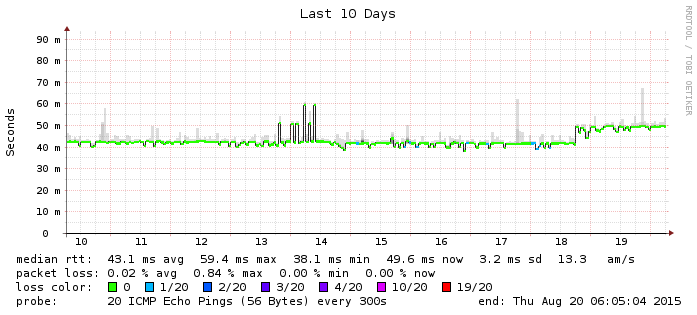 Last 10 Days
RRDTOOL / TOBI OETIKER
Seconds
90 m
80 m
70 m
60 m
50 m
40 m
30 m
20 m
10 m
0
10 11 12 13 14 15 16 17 18 19
median rtt: 43.1 ms avg 59.4 ms max 38.1 ms min 49.6 ms now 3.2 ms sd 13.3 am/s
packet loss: 0.02 % avg 0.84 % max 0.00 % min 0.00 % now
loss color: 0 1/20 2/20 3/20 4/20 10/20 19/20
probe: 20 ICMP Echo Pings (56 Bytes) every 300s end: Thu Aug 20 06:05:04 2015